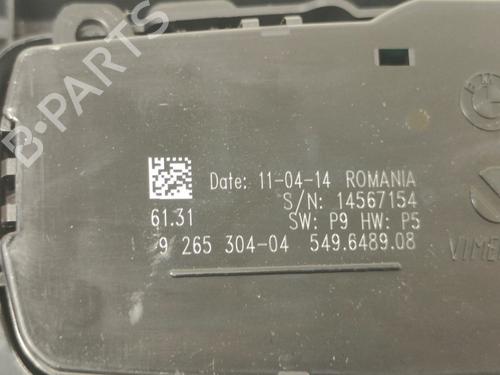 B-PARTS
BMW
Date: 11-04-14 ROMANIA
S/N: 14567154
61.31 SW: P9 HW: P5
9 265 304-04 549.6489.08